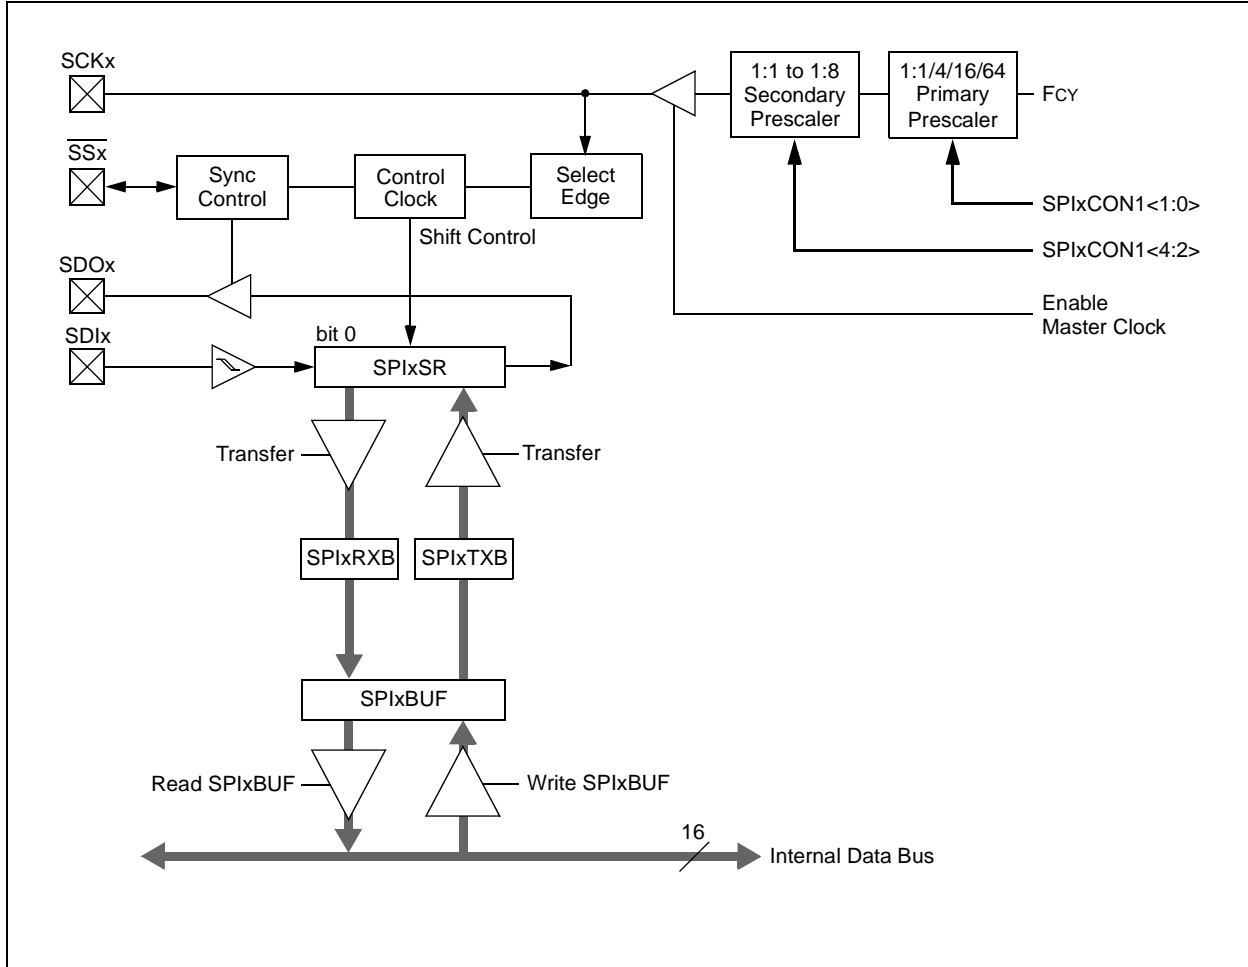 SCKx
1:1 to 1:8
Secondary
Prescaler
1:1/4/16/64
Primary
Prescaler
FCY
SSx
Sync
Control
Control
Clock
Select
Edge
SPIxCON1<1:0>
Shift Control
SPIxCON1<4:2>
SDOx
Enable
Master Clock
SDIx
bit 0
SPIxSR
Transfer
Transfer
SPIxRXB
SPIxTXB
SPIxBUF
Read SPIxBUF
Write SPIxBUF
16
Internal Data Bus